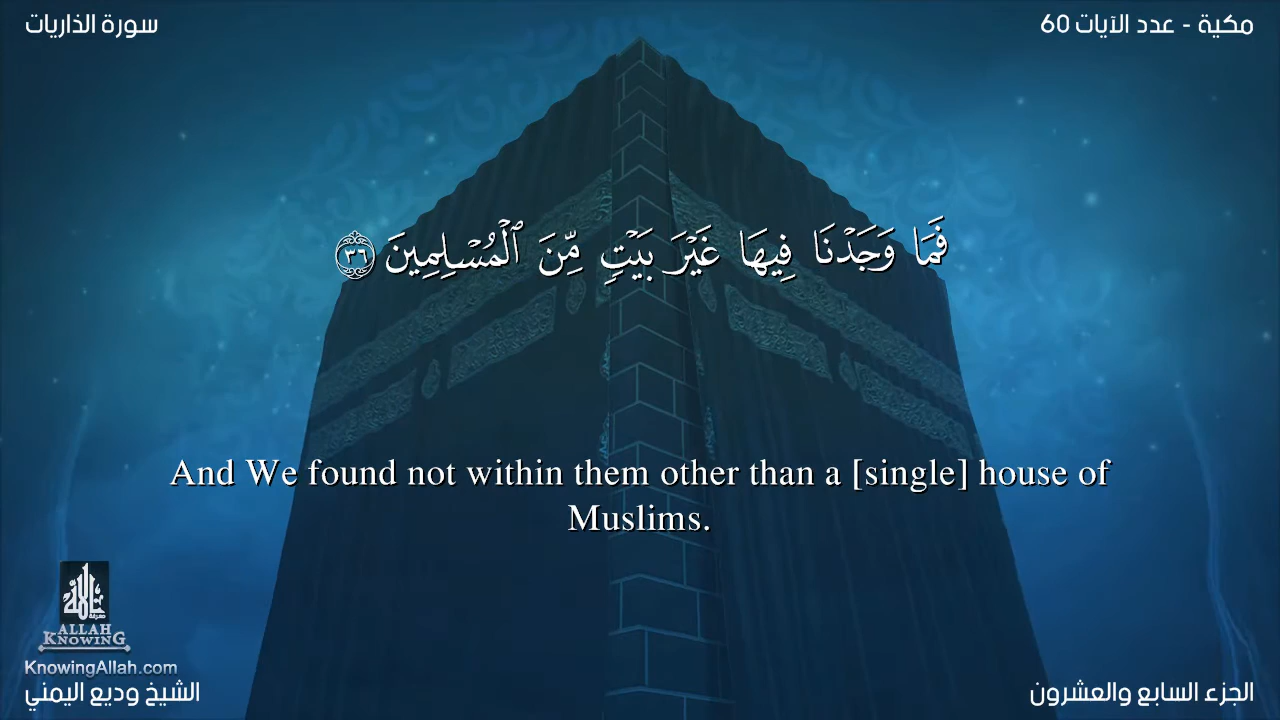 سورة الذاريات
مكية - عدد الآيات 60
فَمَا وَجَدْنَا فِيهَا غَيْرَ بَيْتٍ مِّنَ ٱلْمُسْلِمِينَ ٣٦
And We found not within them other than a [single] house of
Muslims.
ALLAH
KNOWING
KnowingAllah.com
الشيخ وديع اليمني
الجزء السابع والعشرون